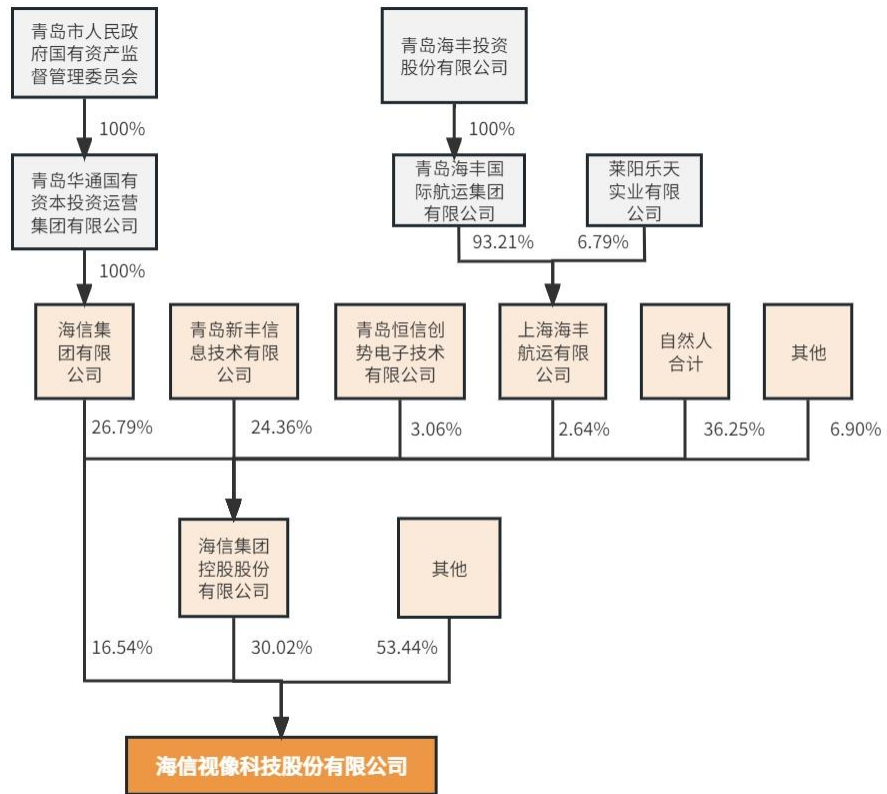 青岛市人民政
府国有资产监
督管理委员会
青岛海丰投资
股份有限公司
100%
100%
青岛华通国有
资本投资运营
集团有限公司
青岛海丰国
际航运集团
有限公司
莱阳乐天
实业有限
公司
93.21%
6.79%
100%
海信集
团有限
公司
青岛新丰信
息技术有限
公司
青岛恒信创
势电子技术
有限公司
上海海丰
航运有限
公司
自然人
合计
其他
26.79%
24.36%
3.06%
2.64%
36.25%
6.90%
海信集团
控股股份
有限公司
其他
16.54%
30.02%
53.44%
海信视像科技股份有限公司